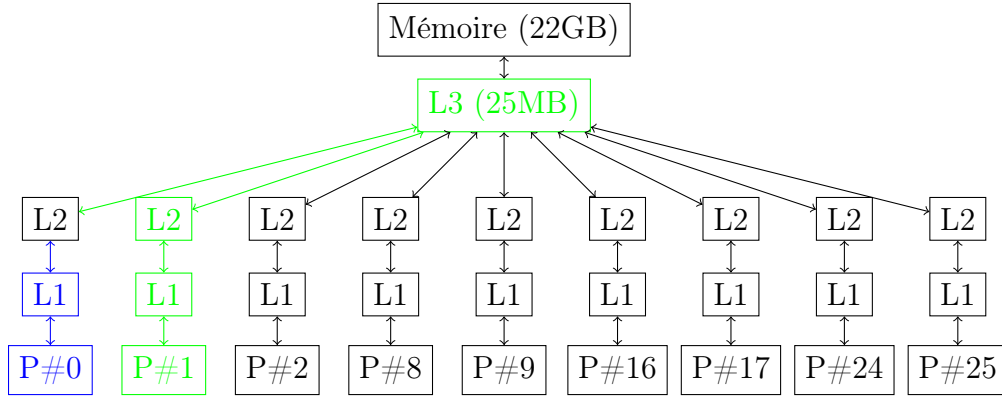 Mémoire (22GB)
L3 (25MB)
L2 L2 L2 L2 L2 L2 L2 L2 L2
L1 L1 L1 L1 L1 L1 L1 L1 L1
P#0 P#1 P#2 P#8 P#9 P#16 P#17 P#24 P#25